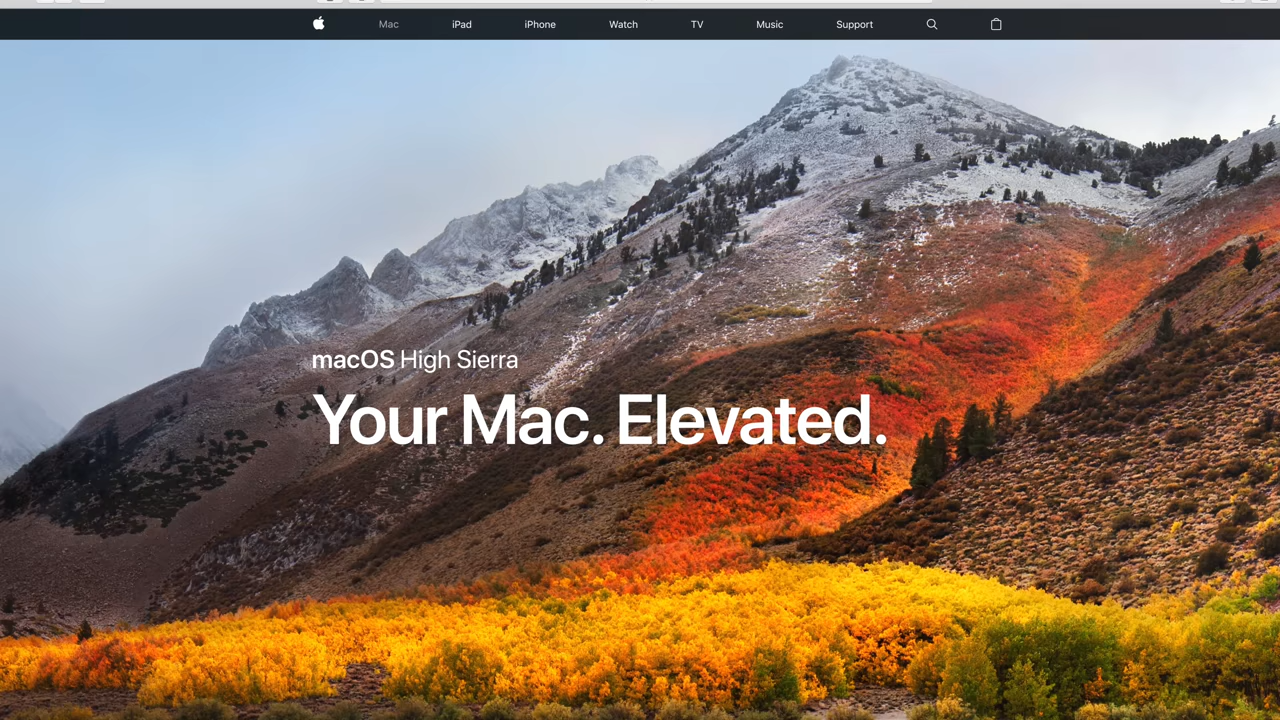 Mac iPad iPhone Watch TV Music Support
macOS High Sierra
Your Mac. Elevated.